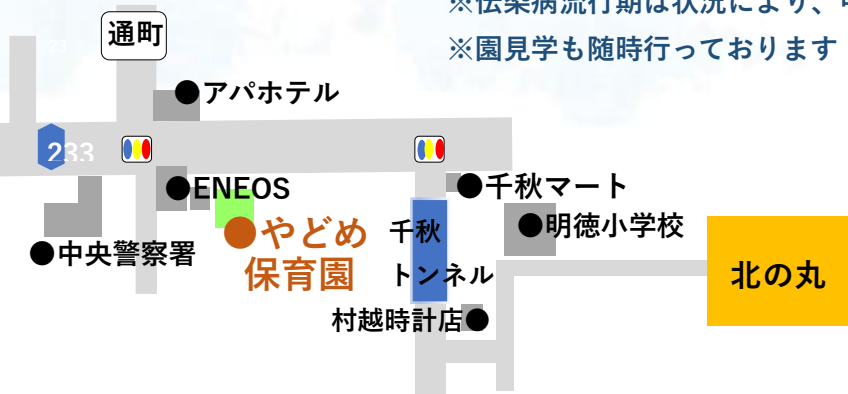 ※伝染病流行期は状況により、
※園見学も随時行っております
通町
23
●アパホテル
233
●ENEOS
●千秋マート
●やどめ
保育園
千秋
トンネル
●明徳小学校
●中央警察署
北の丸
村越時計店●